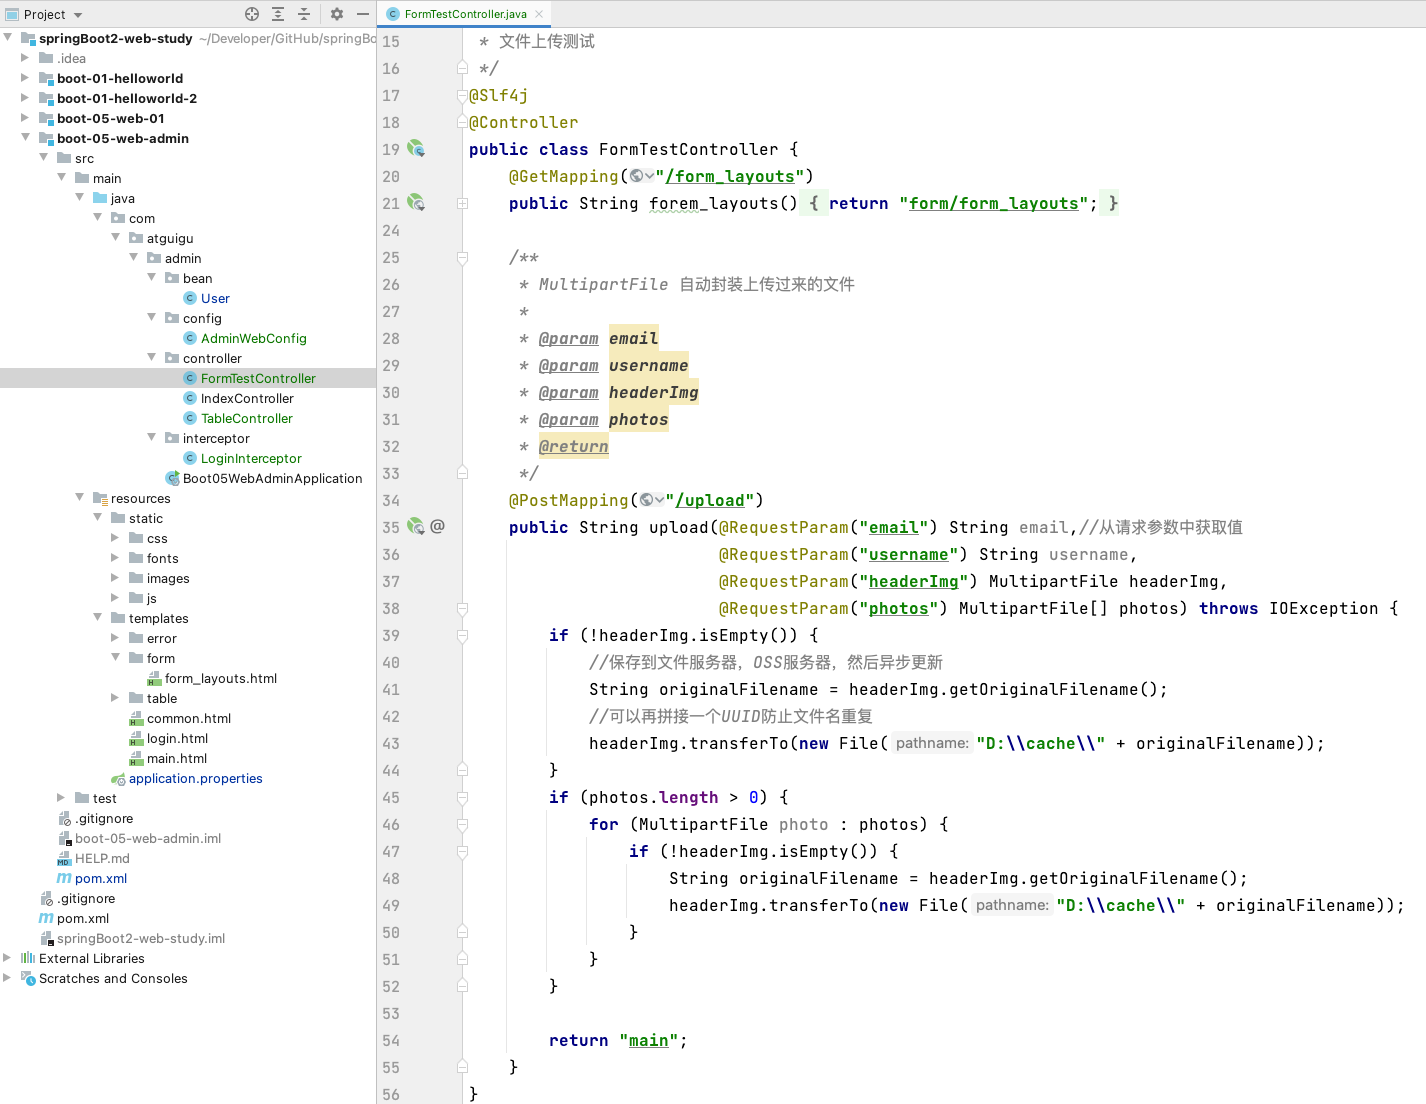 Project
springBoot2-web-study ~/Developer/GitHub/springBo
.idea
boot-01-helloworld
boot-01-helloworld-2
boot-05-web-01
boot-05-web-admin
src
main
java
com
atguigu
admin
bean
User
config
AdminWebConfig
controller
FormTestController
IndexController
TableController
interceptor
LoginInterceptor
Boot05WebAdminApplication
resources
static
css
fonts
images
js
templates
error
form
form_layouts.html
table
common.html
login.html
main.html
application.properties
test
.gitignore
boot-05-web-admin.iml
HELP.md
pom.xml
.gitignore
pom.xml
springBoot2-web-study.iml
External Libraries
Scratches and Consoles
FormTestController.java
15 * 文件上传测试
16 */
17 @Slf4j
18 @Controller
19 public class FormTestController {
20 @GetMapping("/form_layouts")
21 public String forem_layouts() { return "form/form_layouts"; }
24
25 /**
26 * MultipartFile 自动封装上传过来的文件
27 *
28 * @param email
29 * @param username
30 * @param headerImg
31 * @param photos
32 * @return
33 */
34 @PostMapping("/upload")
35 @ public String upload(@RequestParam("email") String email,//从请求参数中获取值
36 @RequestParam("username") String username,
37 @RequestParam("headerImg") MultipartFile headerImg,
38 @RequestParam("photos") MultipartFile[] photos) throws IOException {
39 if (!headerImg.isEmpty()) {
40 //保存到文件服务器，OSS服务器，然后异步更新
41 String originalFilename = headerImg.getOriginalFilename();
42 //可以再拼接一个UUID防止文件名重复
43 headerImg.transferTo(new File( pathname: "D:\\cache\\" + originalFilename));
44 }
45 if (photos.length > 0) {
46 for (MultipartFile photo : photos) {
47 if (!headerImg.isEmpty()) {
48 String originalFilename = headerImg.getOriginalFilename();
49 headerImg.transferTo(new File( pathname: "D:\\cache\\" + originalFilename));
50 }
51 }
52 }
53
54 return "main";
55 }
56 }